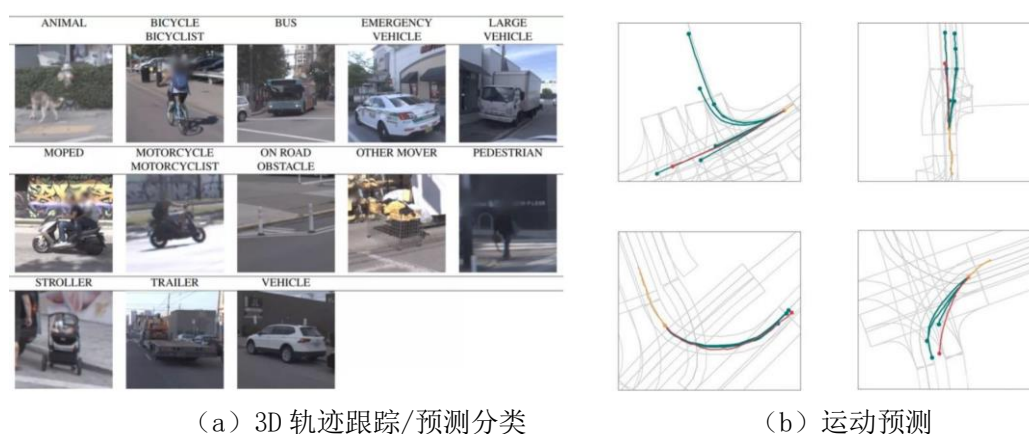 ANIMAL
BICYCLE
BICYCLIST
BUS
EMERGENCY
VEHICLE
LARGE
VEHICLE
MOPED
MOTORCYCLE
MOTORCYCLIST
ON ROAD
OBSTACLE
OTHER MOVER
PEDESTRIAN
STROLLER
TRAILER
VEHICLE
（a）3D 轨迹跟踪/预测分类
（b）运动预测